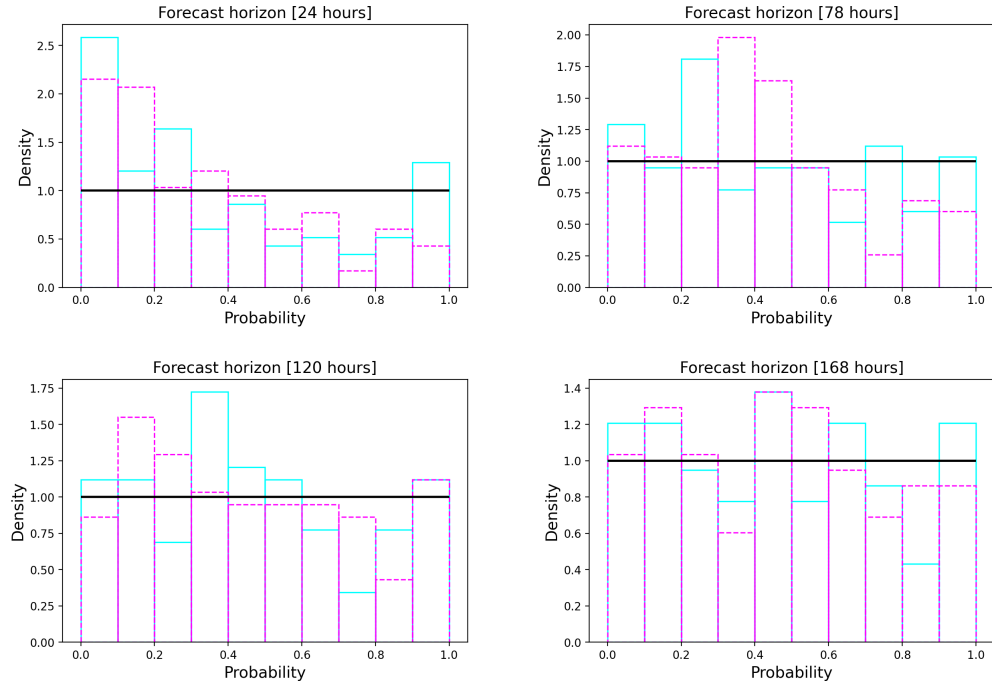 Forecast horizon [24 hours]
Density
2.5
2.0
1.5
1.0
0.5
0.0
0.0 0.2 0.4 0.6 0.8 1.0
Probability
Forecast horizon [78 hours]
Density
2.00
1.75
1.50
1.25
1.00
0.75
0.50
0.25
0.00
0.0 0.2 0.4 0.6 0.8 1.0
Probability
Forecast horizon [120 hours]
Density
1.75
1.50
1.25
1.00
0.75
0.50
0.25
0.00
0.0 0.2 0.4 0.6 0.8 1.0
Probability
Forecast horizon [168 hours]
Density
1.4
1.2
1.0
0.8
0.6
0.4
0.2
0.0
0.0 0.2 0.4 0.6 0.8 1.0
Probability